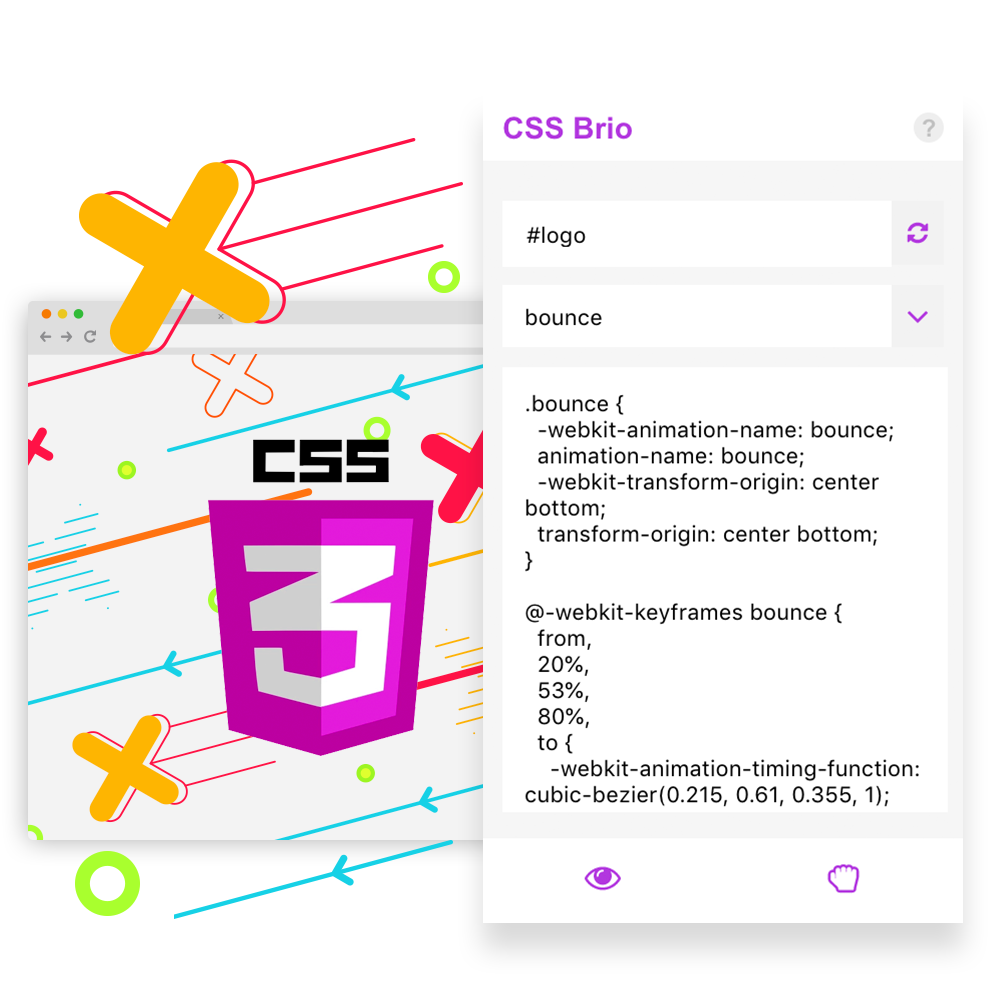 CSS Brio
?
#logo
bounce
.bounce {
-webkit-animation-name: bounce;
animation-name: bounce;
-webkit-transform-origin: center
bottom;
transform-origin: center bottom;
}
@-webkit-keyframes bounce {
from,
20%,
53%,
80%,
to {
-webkit-animation-timing-function:
cubic-bezier(0.215, 0.61, 0.355, 1);
CSS
3